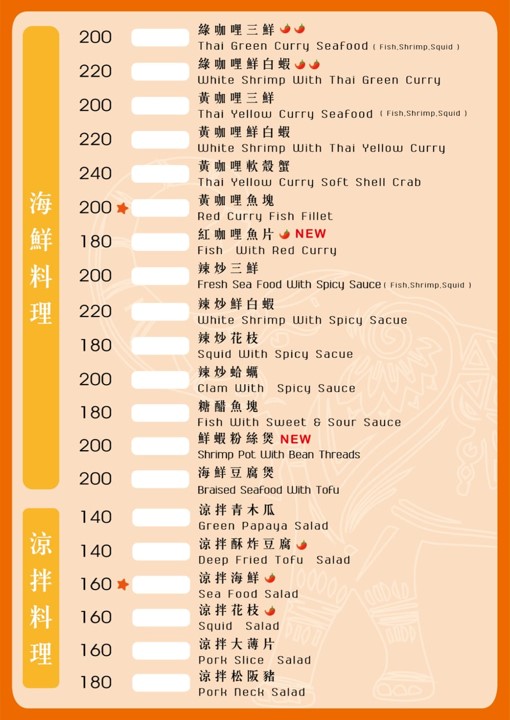 海鮮料理
200 綠咖哩三鮮
Thai Green Curry Seafood ( Fish,Shrimp,Squid )
220 綠咖哩鮮白蝦
White Shrimp With Thai Green Curry
200 黃咖哩三鮮
Thai Yellow Curry Seafood ( Fish,Shrimp,Squid )
220 黃咖哩鮮白蝦
White Shrimp With Thai Yellow Curry
240 黃咖哩軟殼蟹
Thai Yellow Curry Soft Shell Crab
200 黃咖哩魚塊
Red Curry Fish Fillet
180 紅咖哩魚片 NEW
Fish With Red Curry
200 辣炒三鮮
Fresh Sea Food With Spicy Sauce ( Fish,Shrimp,Squid )
220 辣炒鮮白蝦
White Shrimp With Spicy Sacue
180 辣炒花枝
Squid With Spicy Sacue
200 辣炒蛤蠣
Clam With Spicy Sauce
180 糖醋魚塊
Fish With Sweet & Sour Sauce
200 鮮蝦粉絲煲 NEW
Shrimp Pot With Bean Threads
200 海鮮豆腐煲
Braised Seafood With Tofu
涼拌料理
140 涼拌青木瓜
Green Papaya Salad
140 涼拌酥炸豆腐
Deep Fried Tofu Salad
160 涼拌海鮮
Sea Food Salad
160 涼拌花枝
Squid Salad
160 涼拌大薄片
Pork Slice Salad
180 涼拌松阪豬
Pork Neck Salad